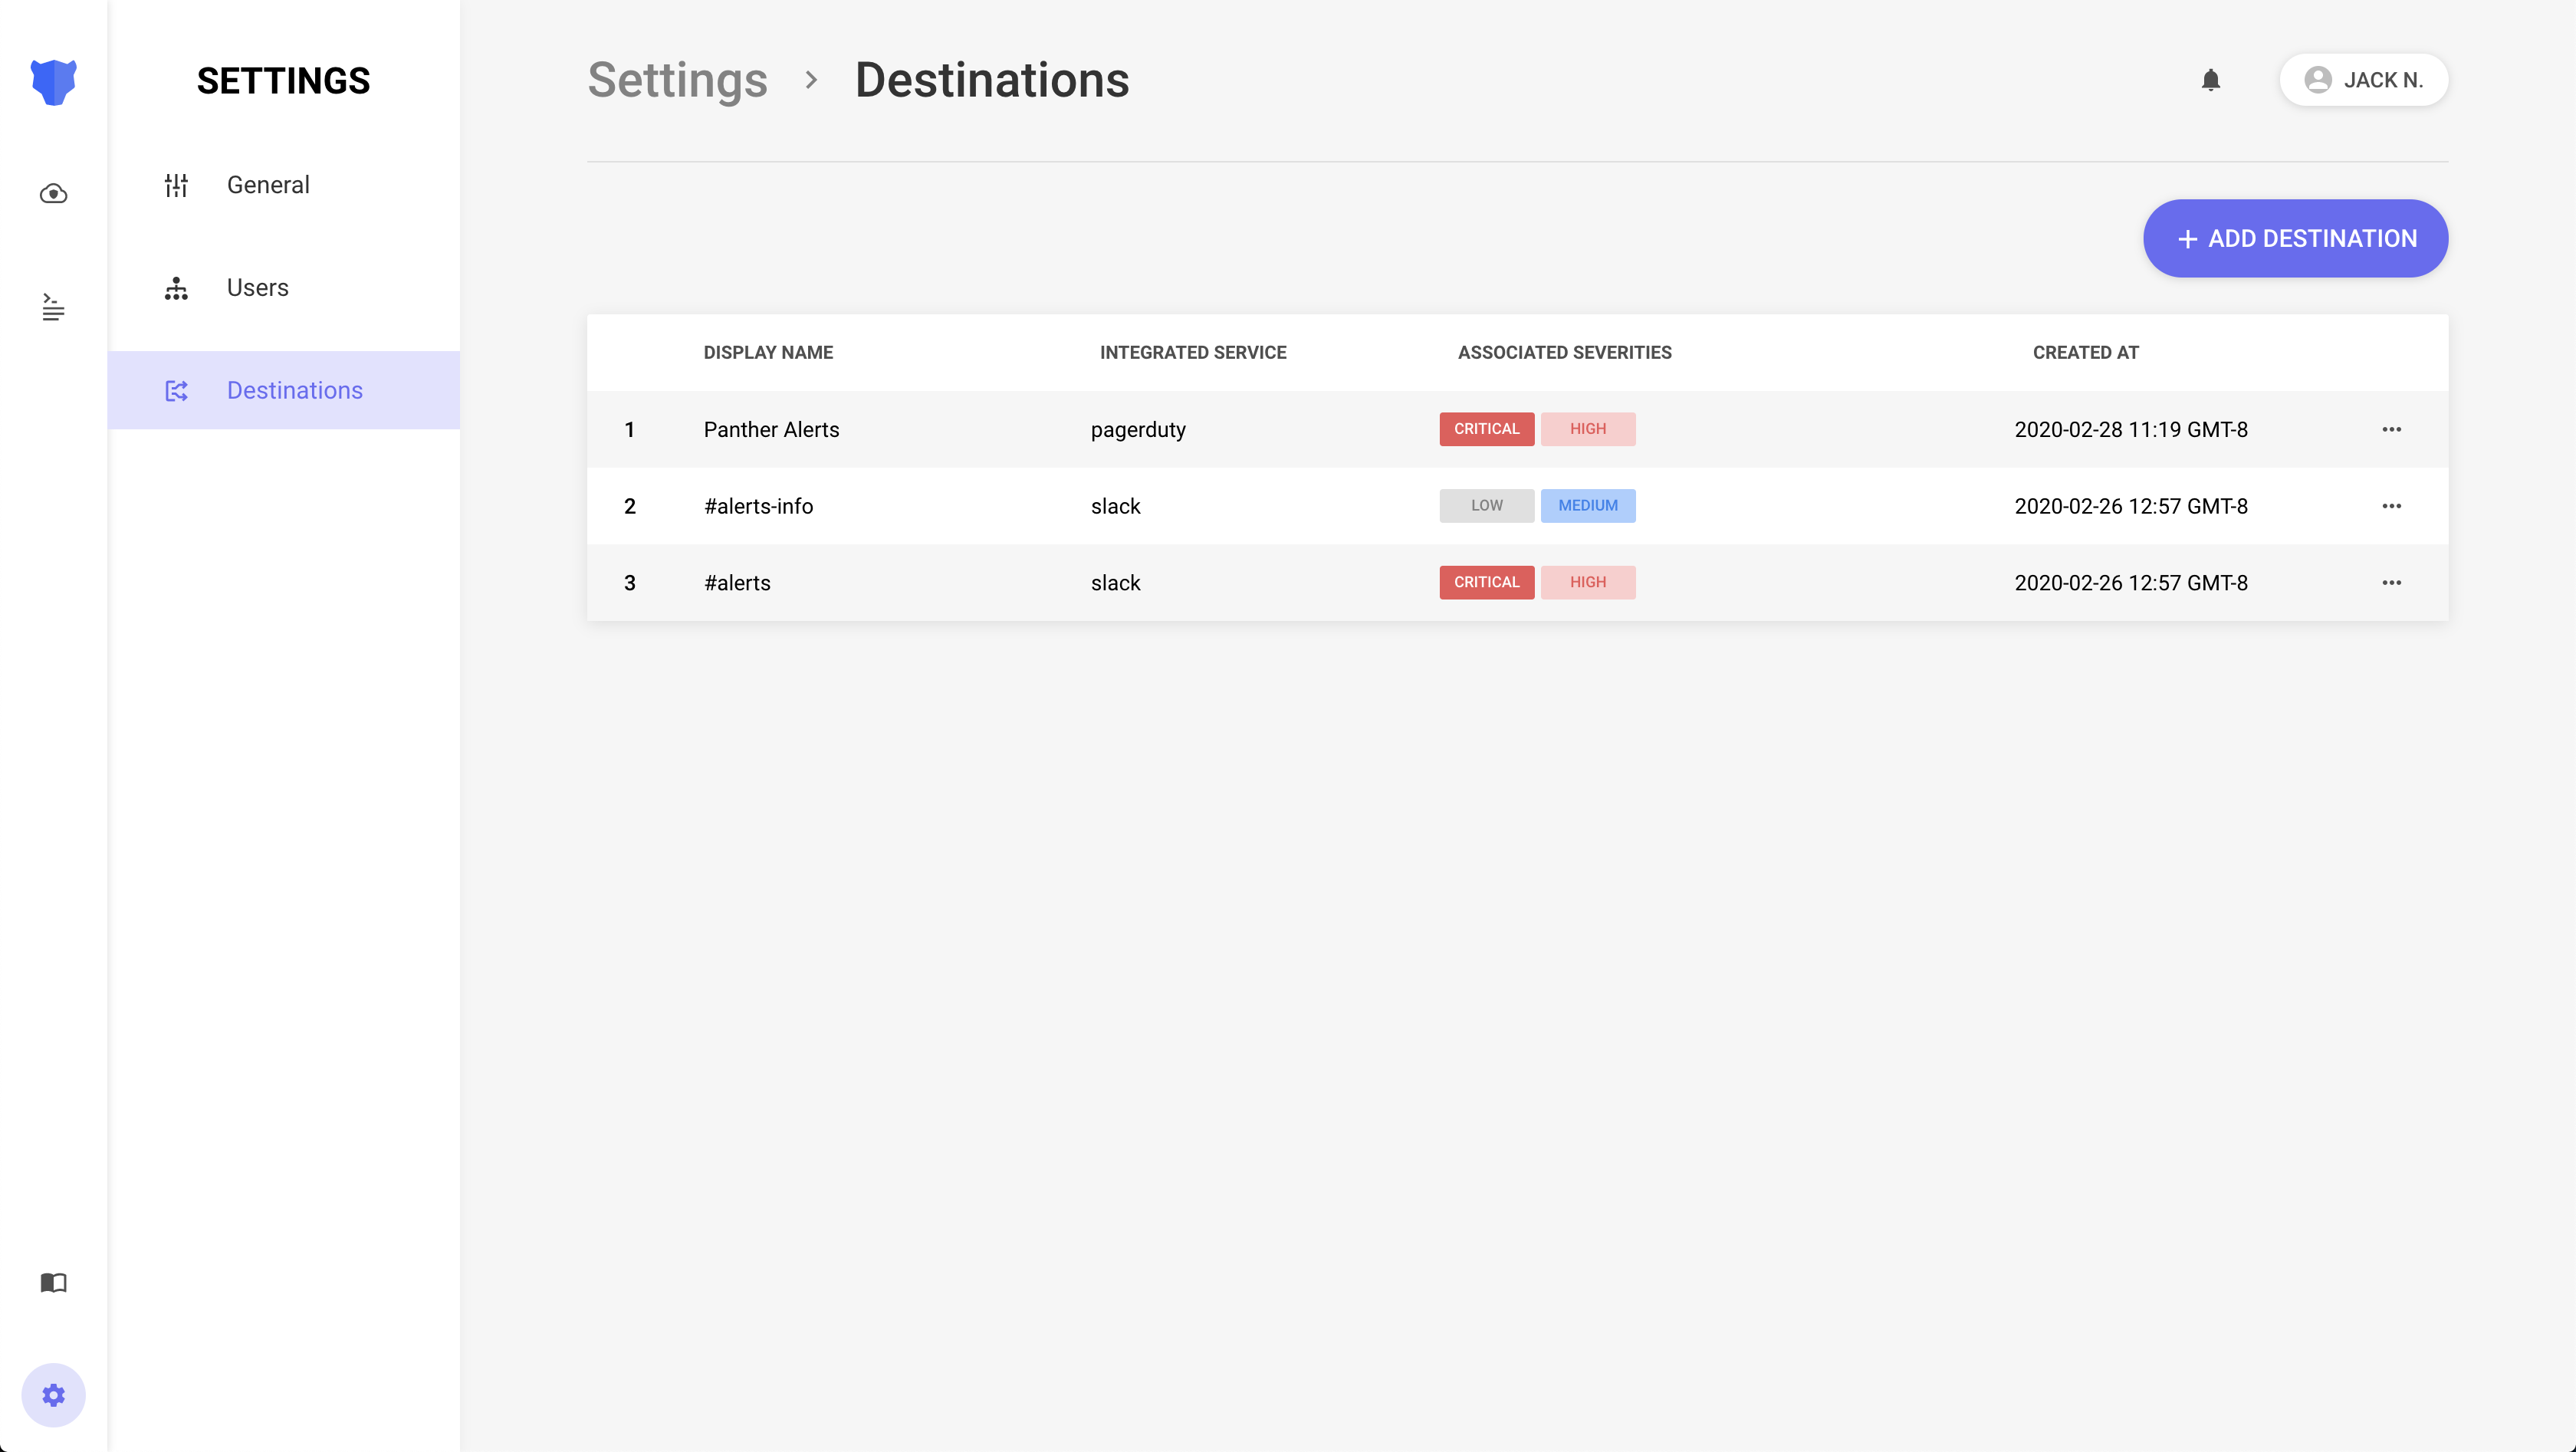 SETTINGS
General
Users
Destinations
Settings > Destinations
JACK N.
+ ADD DESTINATION
DISPLAY NAME INTEGRATED SERVICE ASSOCIATED SEVERITIES CREATED AT
1 Panther Alerts pagerduty CRITICAL HIGH 2020-02-28 11:19 GMT-8
2 #alerts-info slack LOW MEDIUM 2020-02-26 12:57 GMT-8
3 #alerts slack CRITICAL HIGH 2020-02-26 12:57 GMT-8